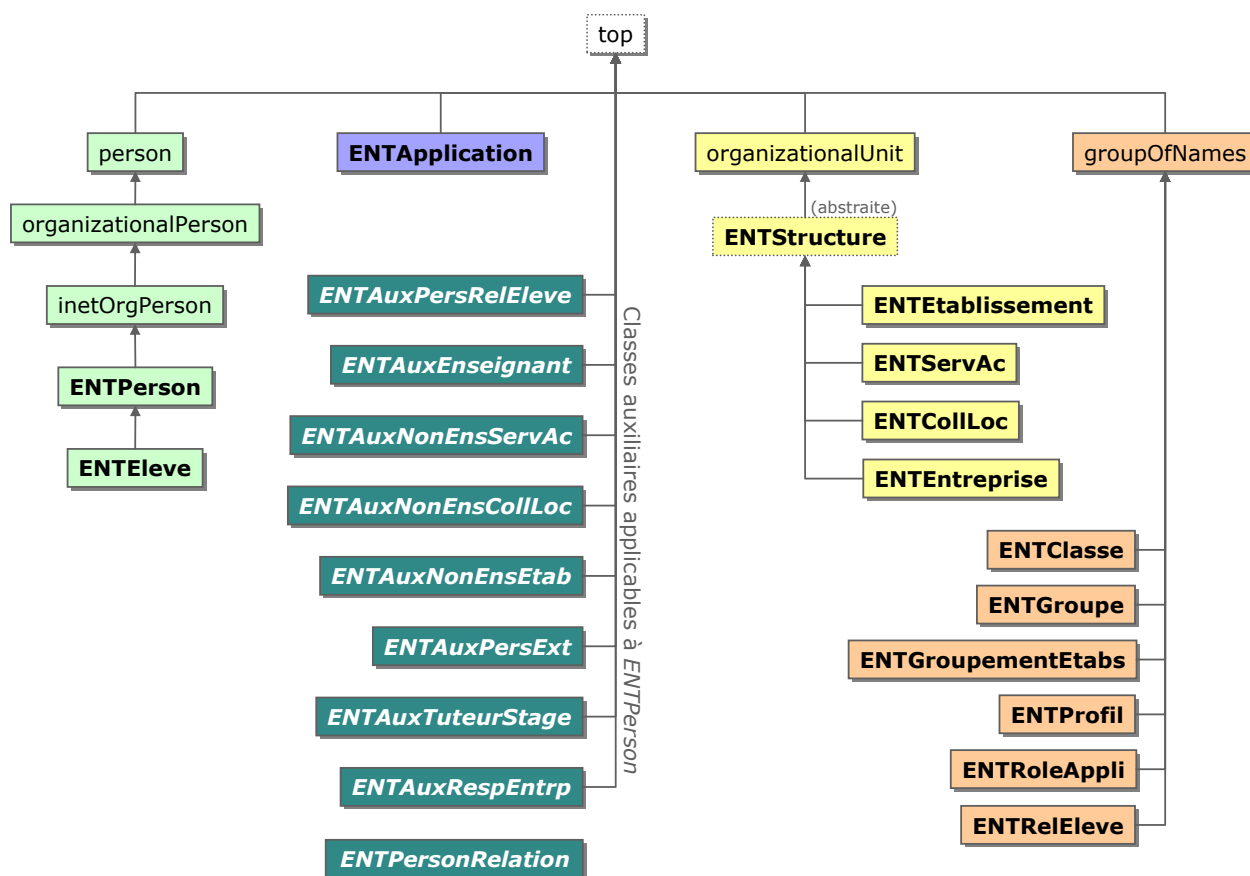 top
person
ENTApplication
organizationalUnit
groupOfNames
organizationalPerson
(abstraite)
ENTStructure
inetOrgPerson
ENTPerson
ENTEleve
ENTAuxPersRelEleve
ENTAuxEnseignant
ENTAuxNonEnsServAc
ENTAuxNonEnsCollLoc
ENTAuxNonEnsEtab
ENTAuxPersExt
ENTAuxTuteurStage
ENTAuxRespEntrp
ENTPersonRelation
Classes auxiliaires applicables à ENTPerson
ENTEtablissement
ENTServAc
ENTCollLoc
ENTEntreprise
ENTClasse
ENTGroupe
ENTGroupementEtabs
ENTProfil
ENTRoleAppli
ENTRelEleve